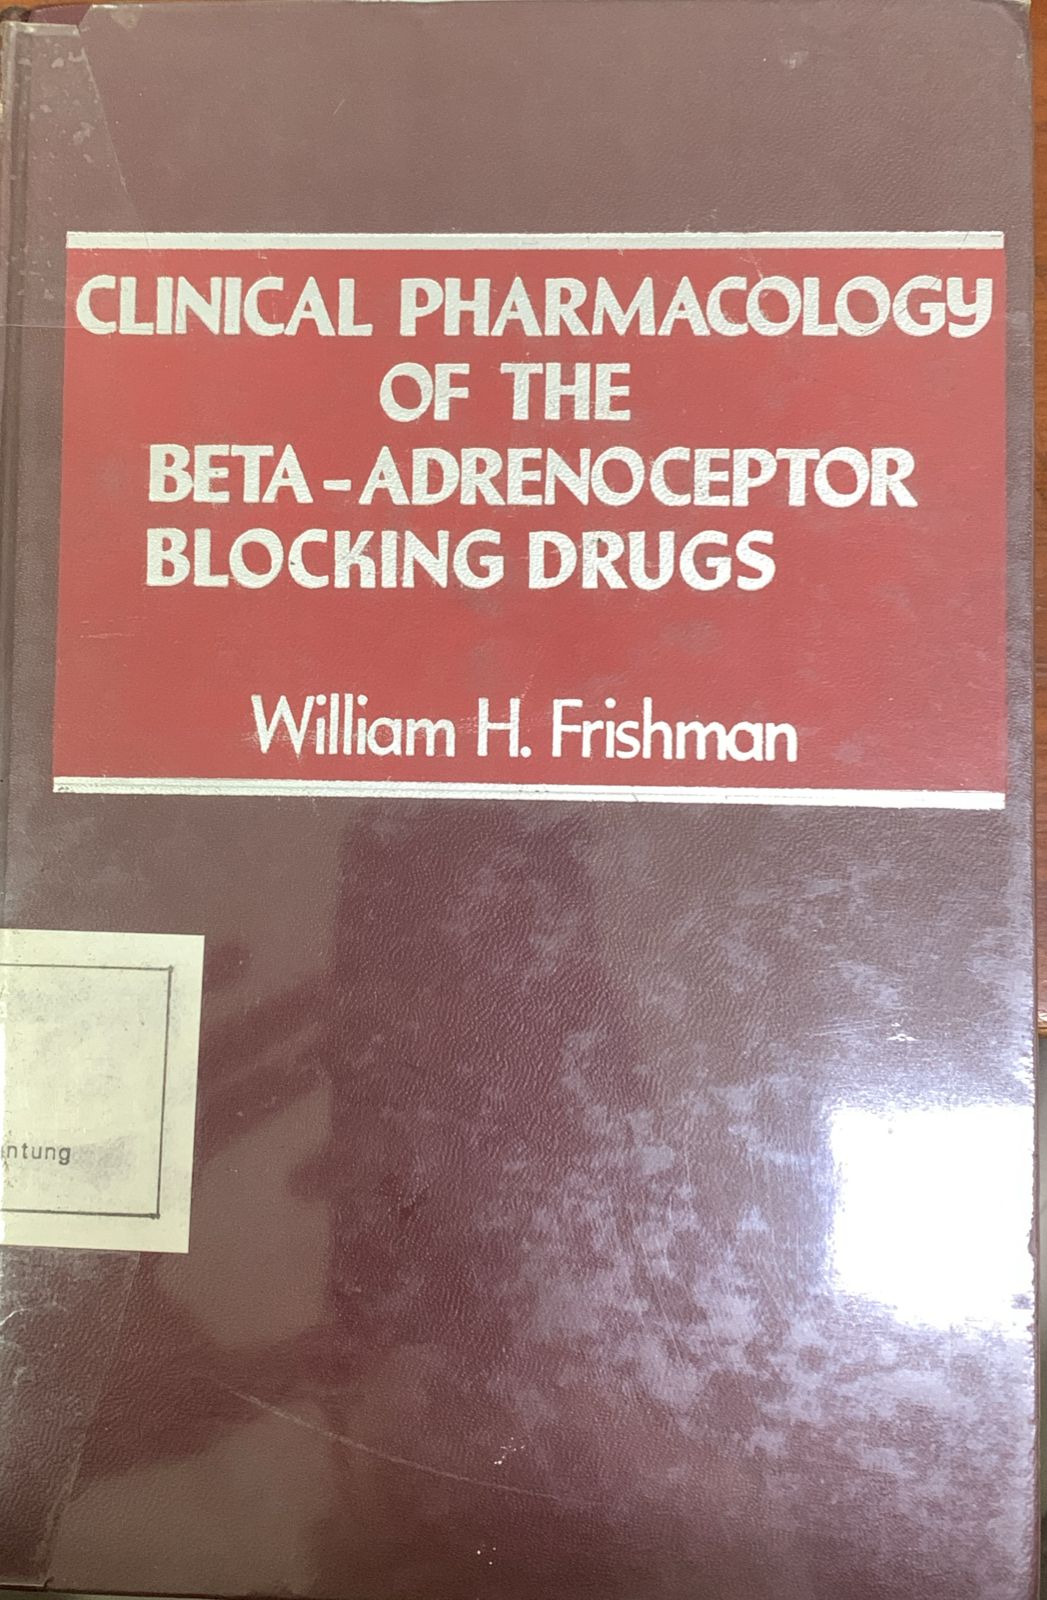 CLINICAL PHARMACOLOGY
OF THE
BETA-ADRENOCEPTOR
BLOCKING DRUGS
William H. Frishman
ntung